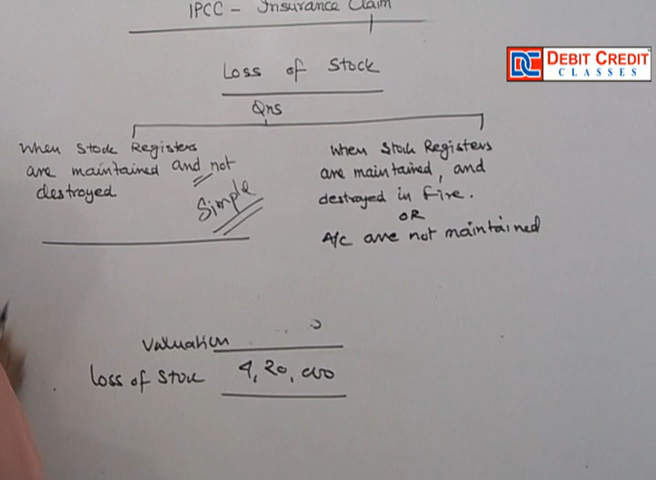 IPCC - Insurance Claim
DC DEBIT CREDIT
CLASSES
Loss of Stock
Qns
When Stock Registers
are maintained and not
destroyed
Simple
When Stock Registers
are maintained, and
destroyed in Fire.
OR
A/c are not maintained
Valuation
Loss of Stock 4,20,000